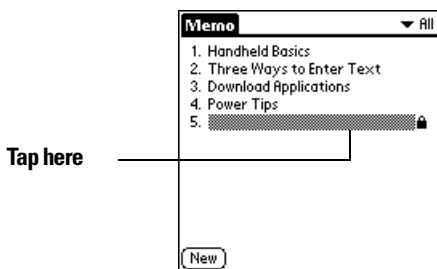 Memo
All
1. Handheld Basics
2. Three Ways to Enter Text
3. Download Applications
4. Power Tips
5.
Tap here
New